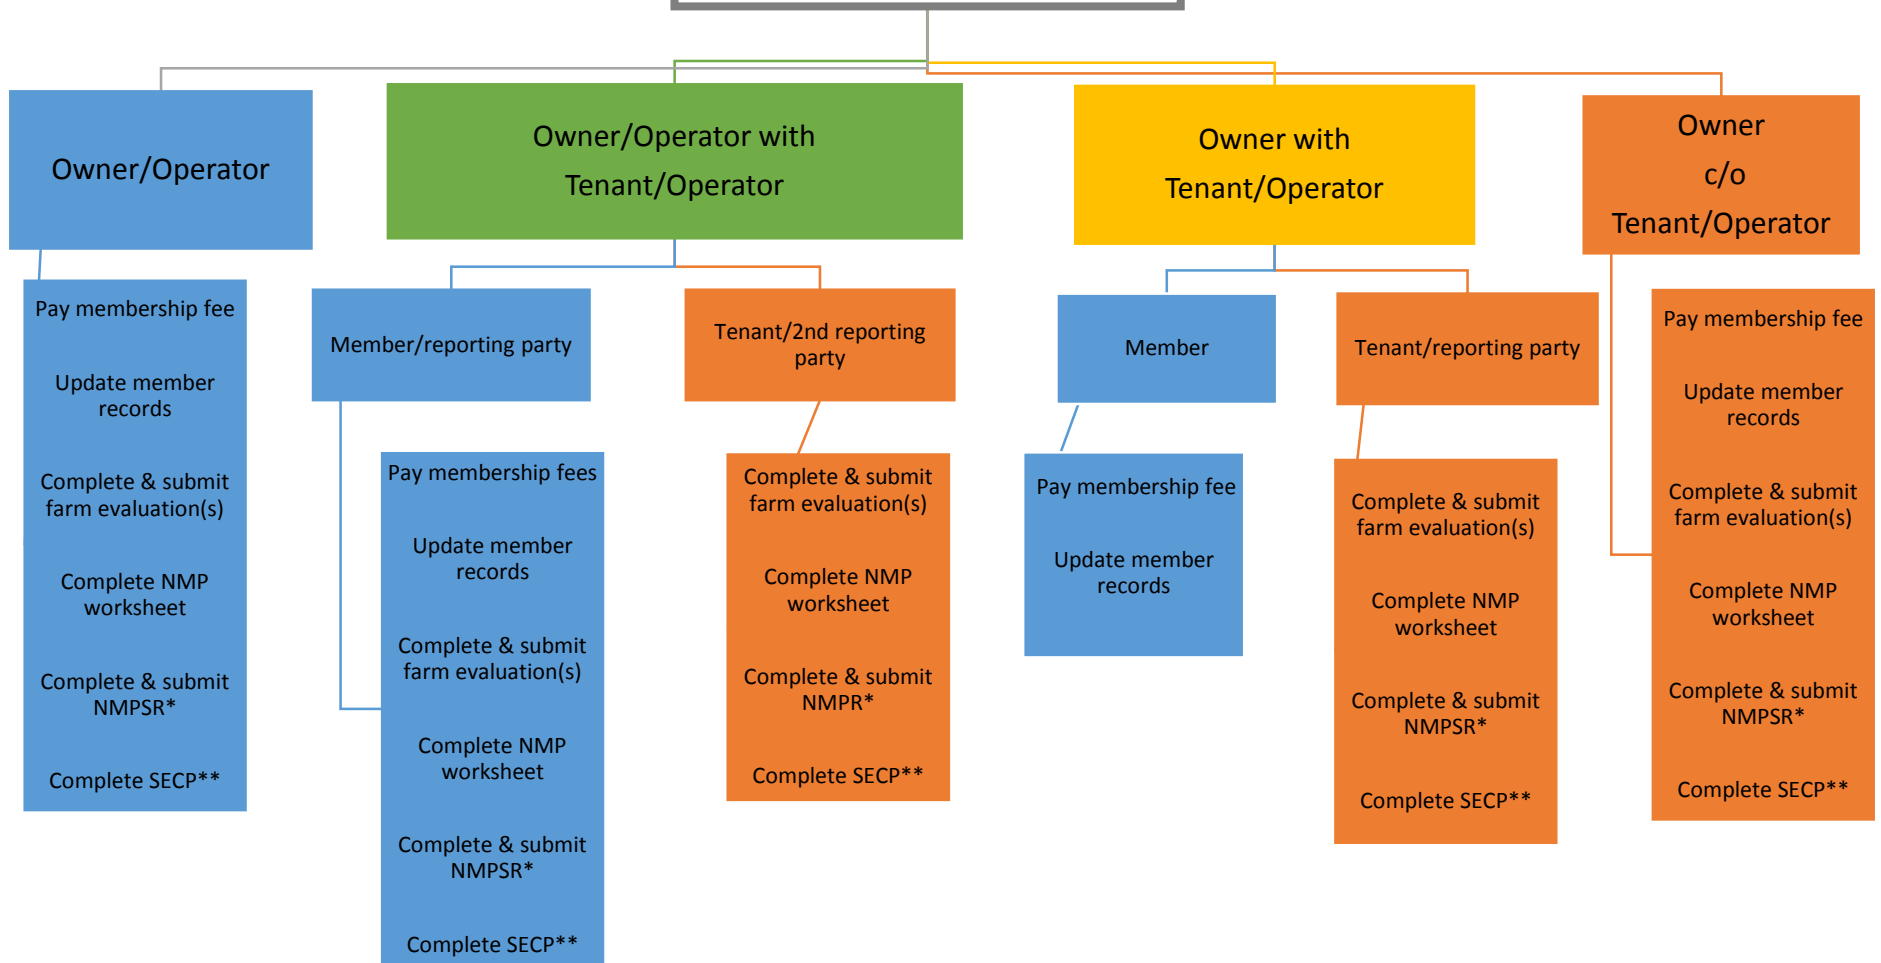 Owner/Operator
Owner/Operator with
Tenant/Operator
Owner with
Tenant/Operator
Owner
c/o
Tenant/Operator
Pay membership fee
Update member
records
Complete & submit
farm evaluation(s)
Complete NMP
worksheet
Complete & submit
NMPSR*
Complete SECP**
Member/reporting party
Pay membership fees
Update member
records
Complete & submit
farm evaluation(s)
Complete NMP
worksheet
Complete & submit
NMPSR*
Complete SECP**
Tenant/2nd reporting
party
Complete & submit
farm evaluation(s)
Complete NMP
worksheet
Complete & submit
NMPR*
Complete SECP**
Member
Pay membership fee
Update member
records
Tenant/reporting party
Complete & submit
farm evaluation(s)
Complete NMP
worksheet
Complete & submit
NMPSR*
Complete SECP**
Pay membership fee
Update member
records
Complete & submit
farm evaluation(s)
Complete NMP
worksheet
Complete & submit
NMPSR*
Complete SECP**